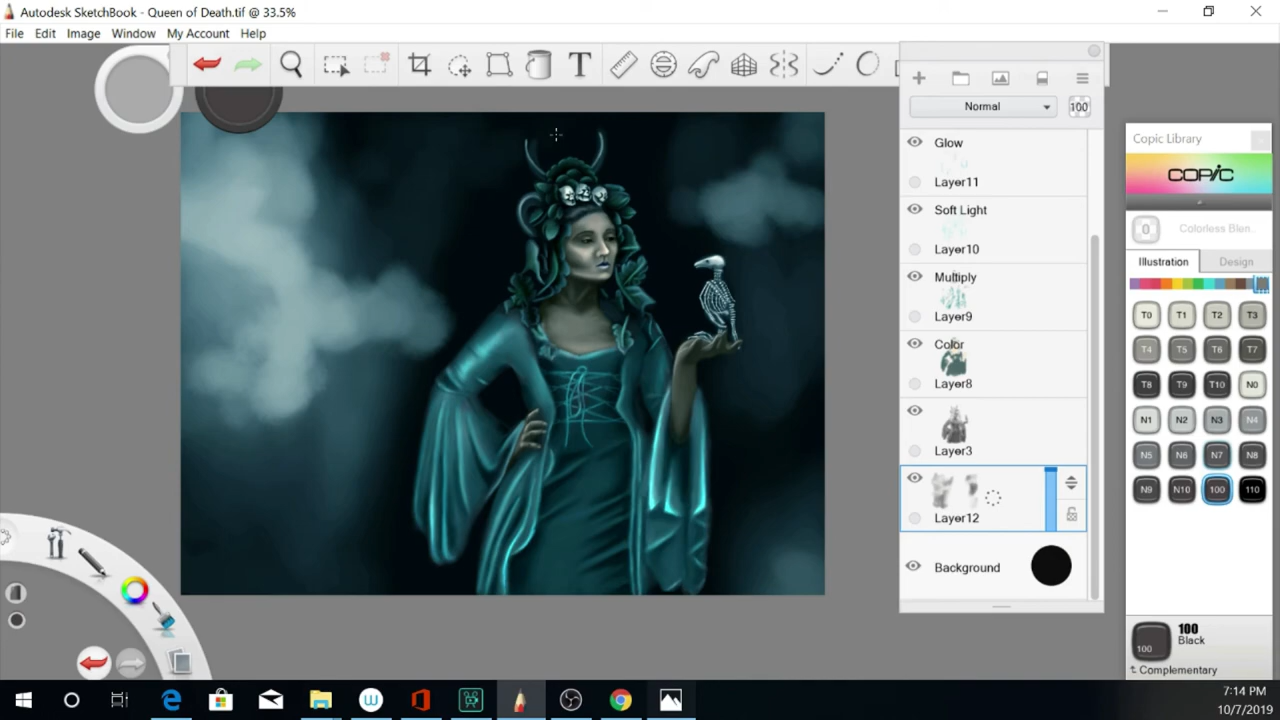 Autodesk SketchBook - Queen of Death.tif @ 33.5%
File Edit Image Window My Account Help
T
Normal 100
Glow
Layer11
Soft Light
Layer10
Multiply
Layer9
Color
Layer8
Layer3
Layer12
Background
Copic Library
COPIC
0 Colorless Blen..
Illustration Design
T0 T1 T2 T3
T4 T5 T6 T7
T8 T9 T10 N0
N1 N2 N3 N4
N5 N6 N7 N8
N9 N10 100 110
100
100
Black
Complementary
7:14 PM
10/7/2019